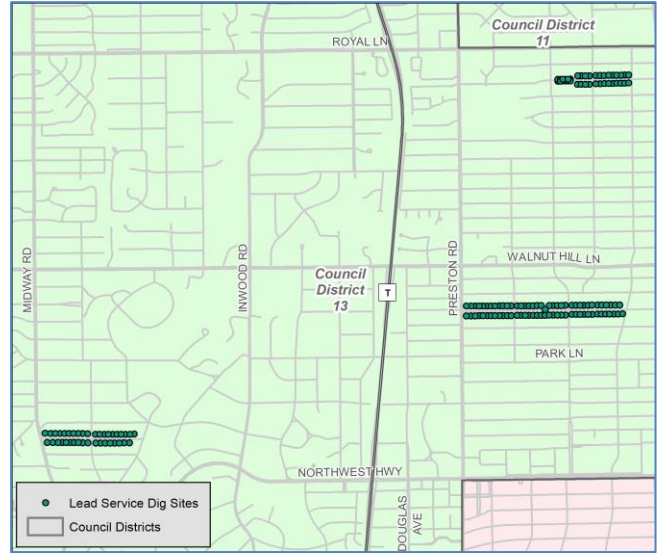 Council District
11
ROYAL LN
MIDWAY RD
INWOOD RD
PRESTON RD
WALNUT HILL LN
Council
District
13
T
PARK LN
NORTHWEST HWY
DOUGLAS
AVE
Lead Service Dig Sites
Council Districts